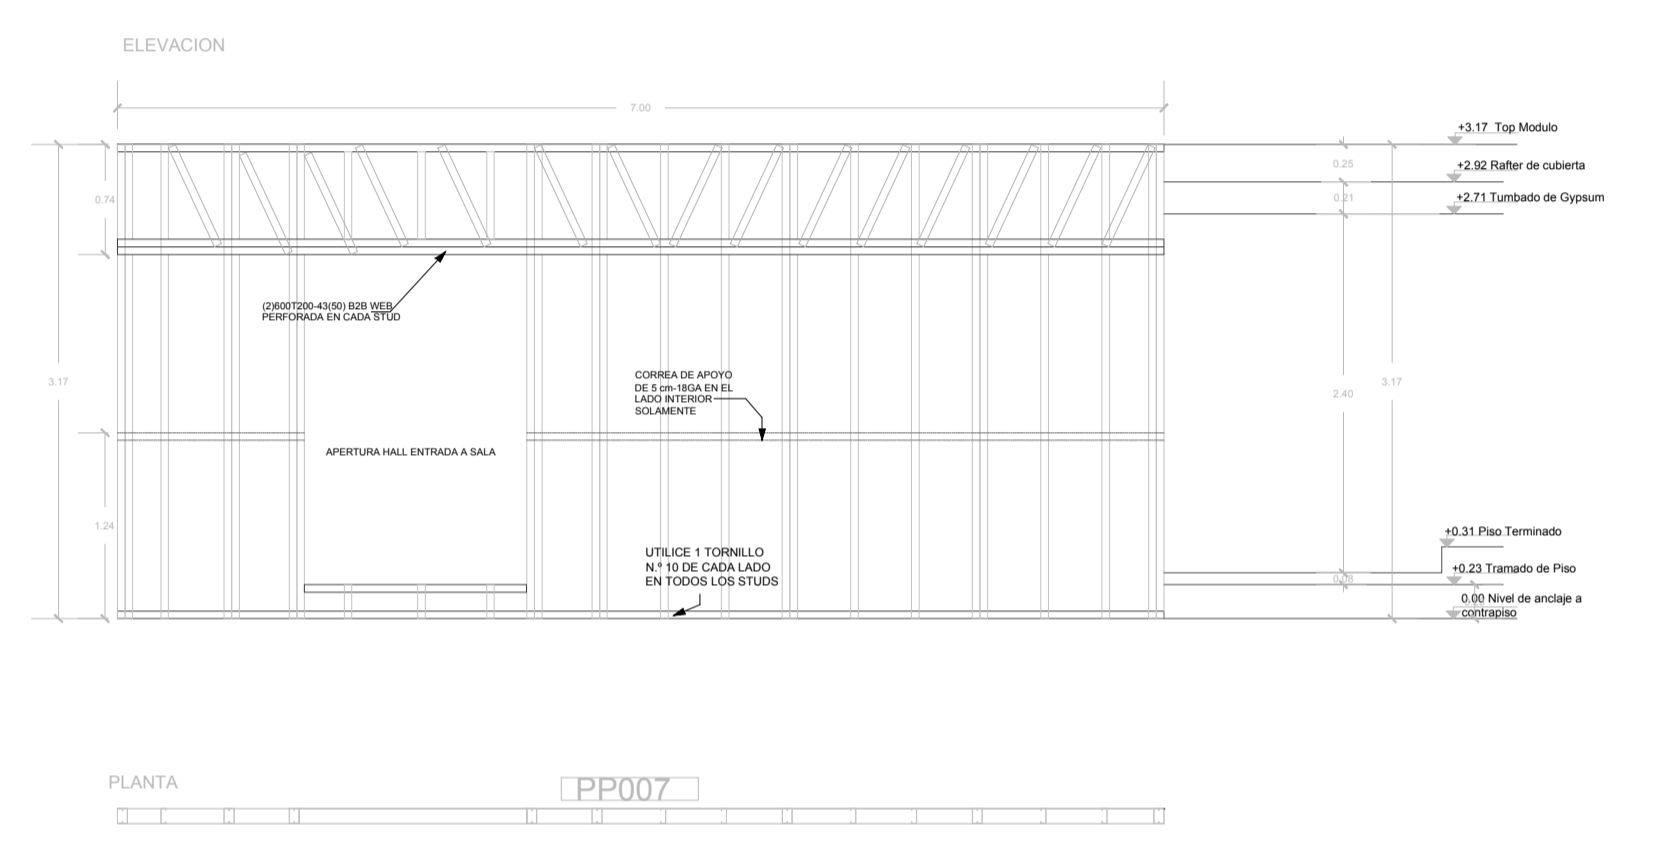 ELEVACION
7.00
+3.17 Top Modulo
0.25
+2.92 Rafter de cubierta
0.74
0.21
+2.71 Tumbado de Gypsum
(2)600T200-43(50) B2B WEB
PERFORADA EN CADA STUD
3.17
CORREA DE APOYO
DE 5 cm-18GA EN EL
LADO INTERIOR
SOLAMENTE
3.17
2.40
APERTURA HALL ENTRADA A SALA
1.24
+0.31 Piso Terminado
UTILICE 1 TORNILLO
N.º 10 DE CADA LADO
EN TODOS LOS STUDS
+0.23 Tramado de Piso
0.08
0.00 Nivel de anclaje a
contrapiso
PLANTA
PP007